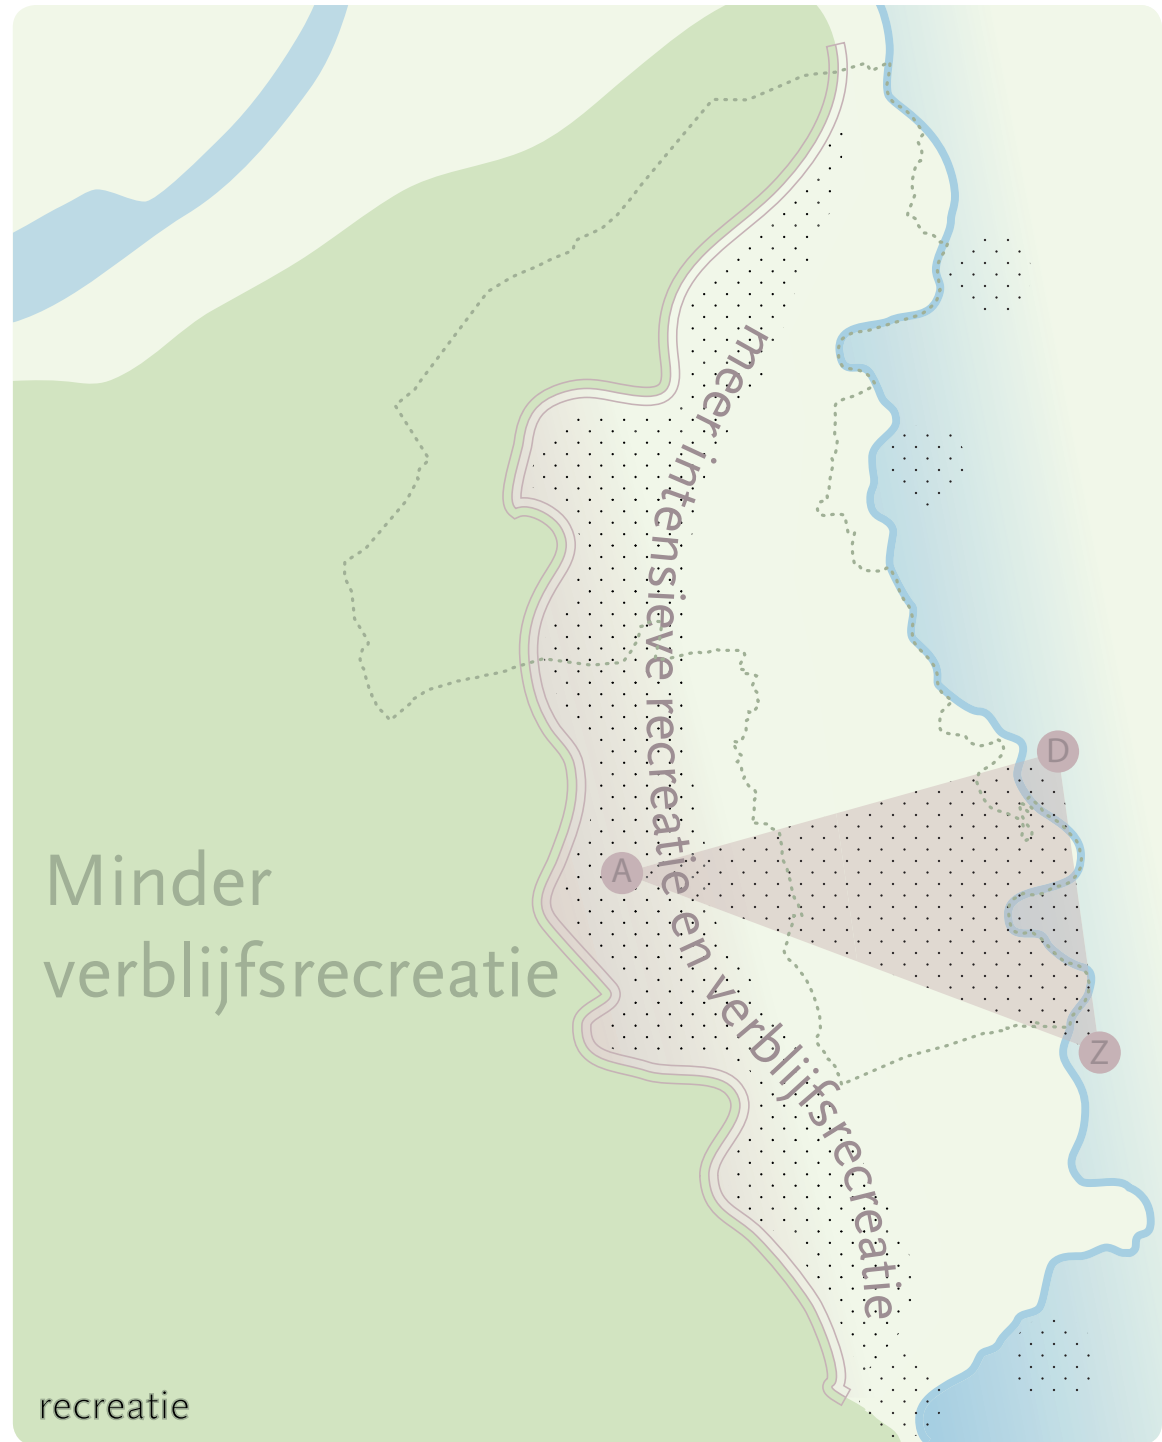 meer intensieve recreatie en verblijfsrecreatie
D
A
Minder
verblijfsrecreatie
Z
recreatie